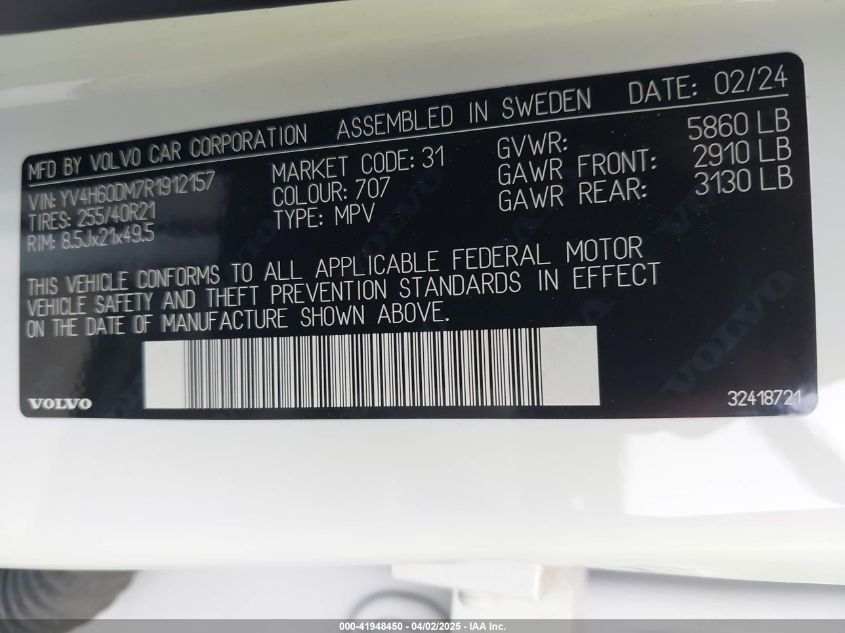 MFD BY VOLVO CAR CORPORATION ASSEMBLED IN SWEDEN DATE: 02/24
VIN: YV4H60DM7R1912157 MARKET CODE: 31 GVWR: 5860 LB
TIRES: 255/40R21 COLOUR: 707 GAWR FRONT: 2910 LB
RIM: 8.5Jx21x49.5 TYPE: MPV GAWR REAR: 3130 LB
THIS VEHICLE CONFORMS TO ALL APPLICABLE FEDERAL MOTOR
VEHICLE SAFETY AND THEFT PREVENTION STANDARDS IN EFFECT
ON THE DATE OF MANUFACTURE SHOWN ABOVE.
VOLVO 32418721
VOLVO
000-41948450 - 04/02/2025 - IAA Inc.